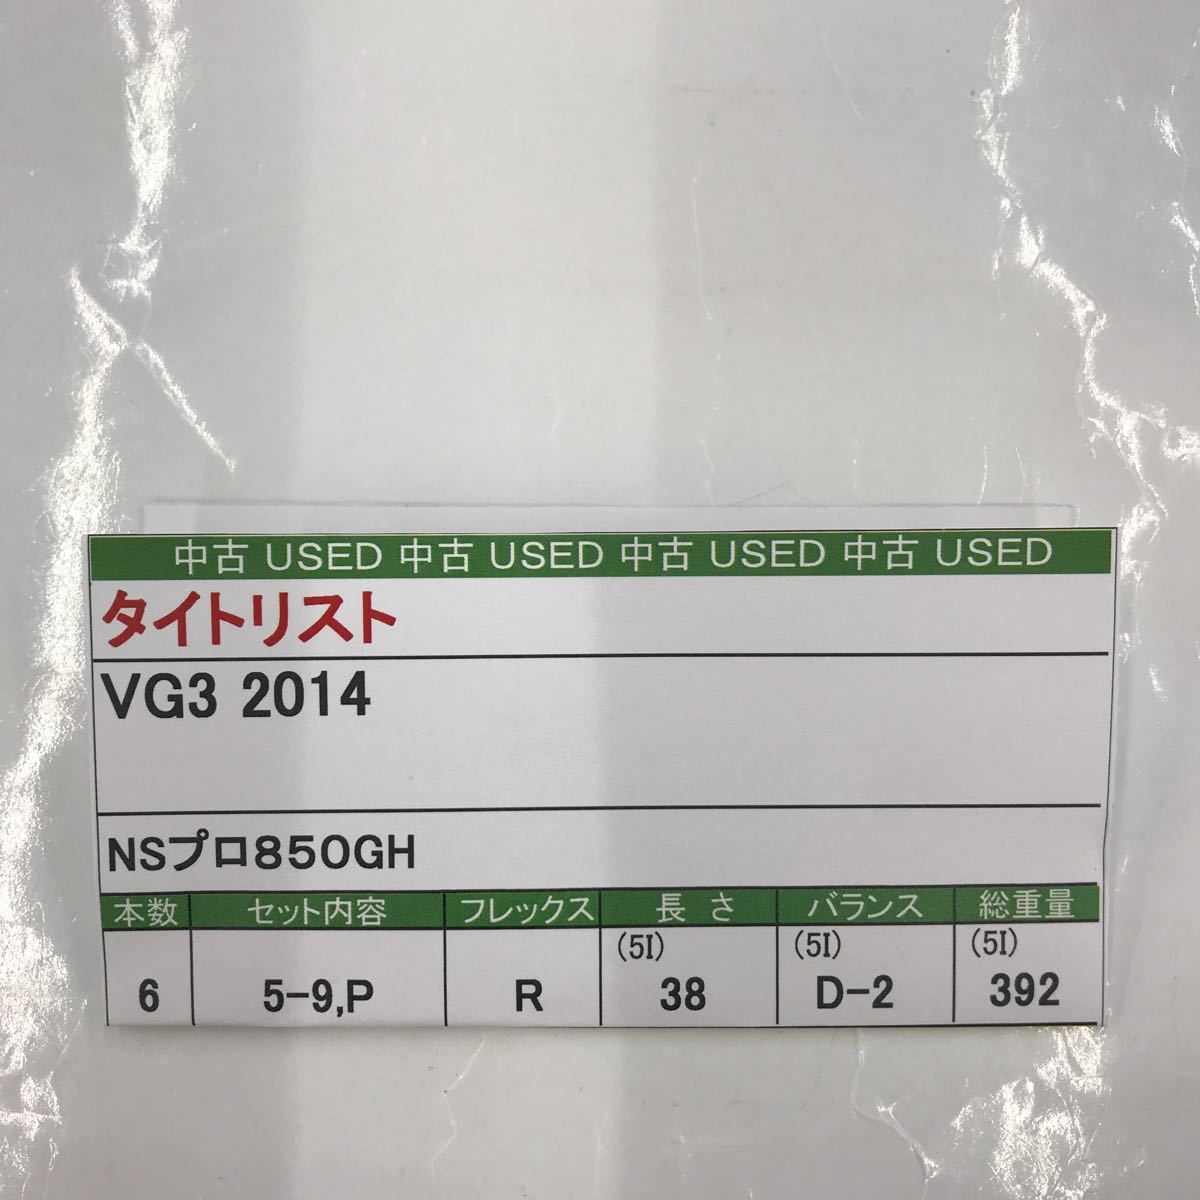 中古 USED 中古 USED 中古 USED 中古 USED
タイトリスト
VG3 2014
NSプロ850GH
本数 セット内容 フレックス 長さ バランス 総重量
(5I) (5I) (5I)
6 5-9,P R 38 D-2 392